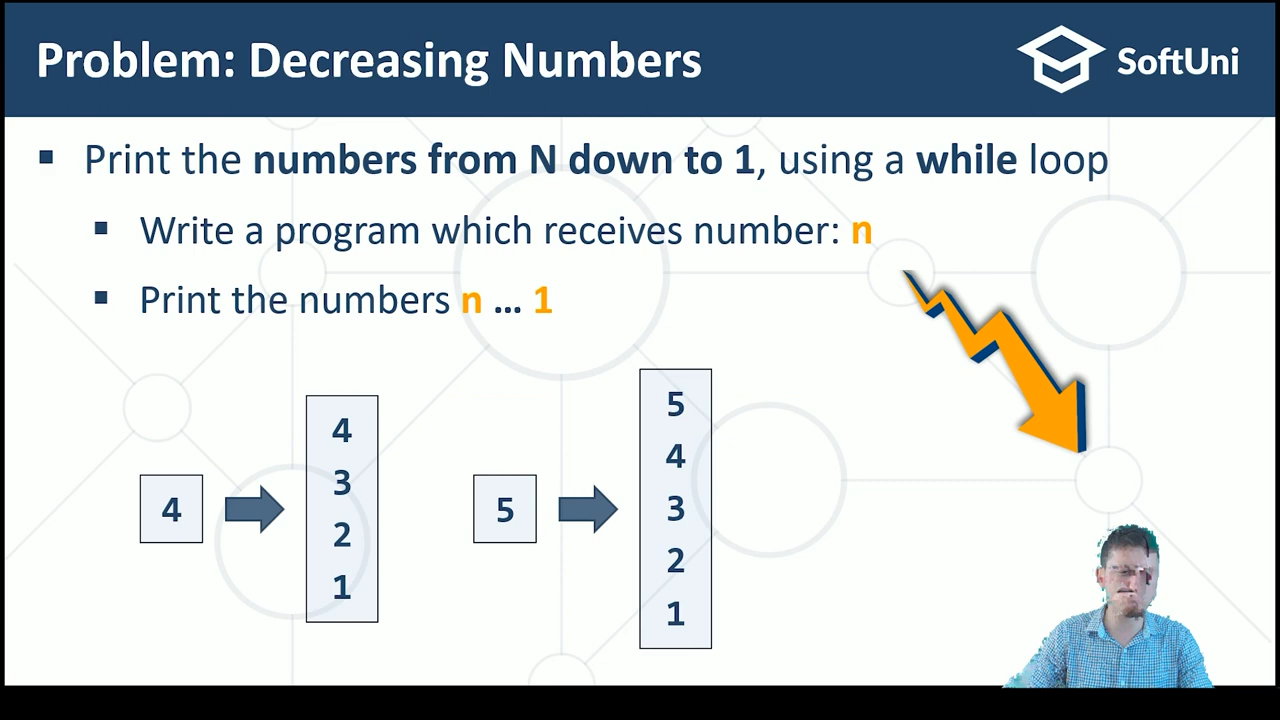 Problem: Decreasing Numbers
SoftUni
Print the numbers from N down to 1, using a while loop
Write a program which receives number: n
Print the numbers n ... 1
4
4
3
2
1
5
5
4
3
2
1